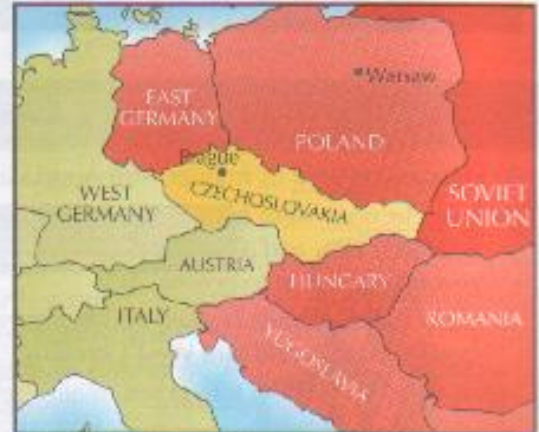 EAST
GERMANY
Warsaw
POLAND
Prague
CZECHOSLOVAKIA
WEST
GERMANY
SOVIET
UNION
AUSTRIA
HUNGARY
ITALY
ROMANIA
YUGOSLAVIA